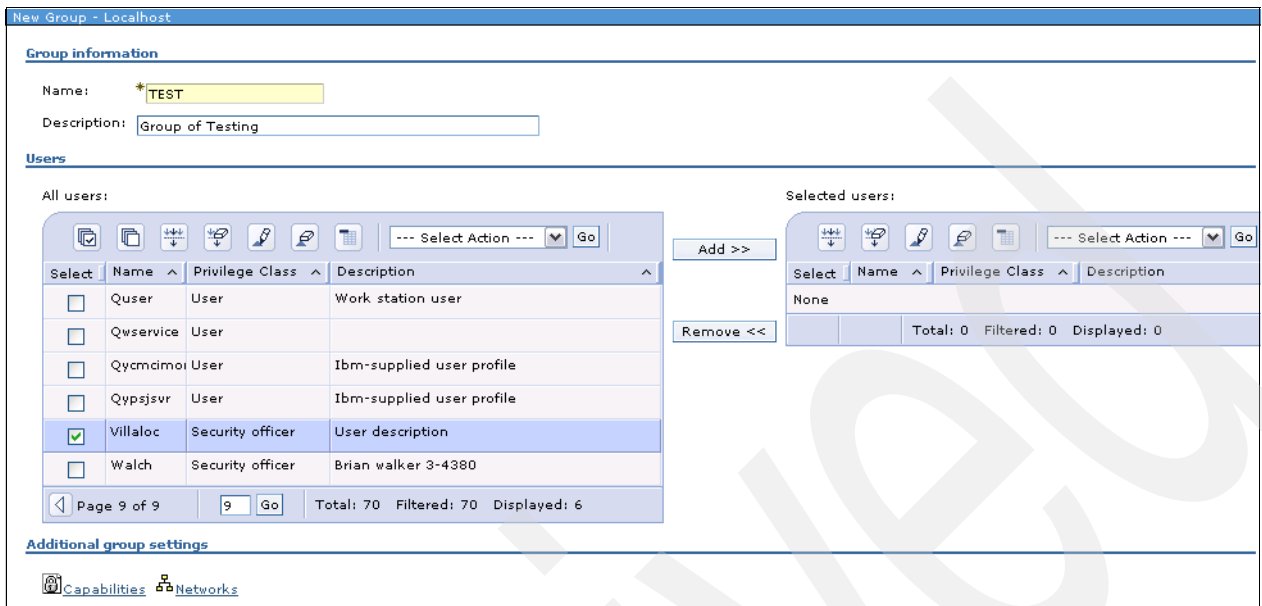 New Group - Localhost
Group information
Name: *TEST
Description: Group of Testing
Users
All users:
--- Select Action --- Go
Select Name Privilege Class Description
Quser User Work station user
Qwservice User
Qycmcimor User Ibm-supplied user profile
Qypsjsvr User Ibm-supplied user profile
Villaloc Security officer User description
Walch Security officer Brian walker 3-4380
Page 9 of 9 9 Go Total: 70 Filtered: 70 Displayed: 6
Add >>
Remove <<
Selected users:
--- Select Action --- Go
Select Name Privilege Class Description
None
Total: 0 Filtered: 0 Displayed: 0
Additional group settings
Capabilities Networks